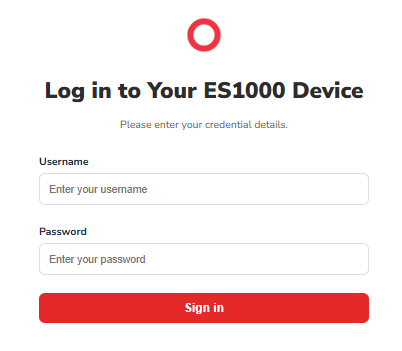 Log in to Your ES1000 Device
Please enter your credential details.
Username
Enter your username
Password
Enter your password
Sign in